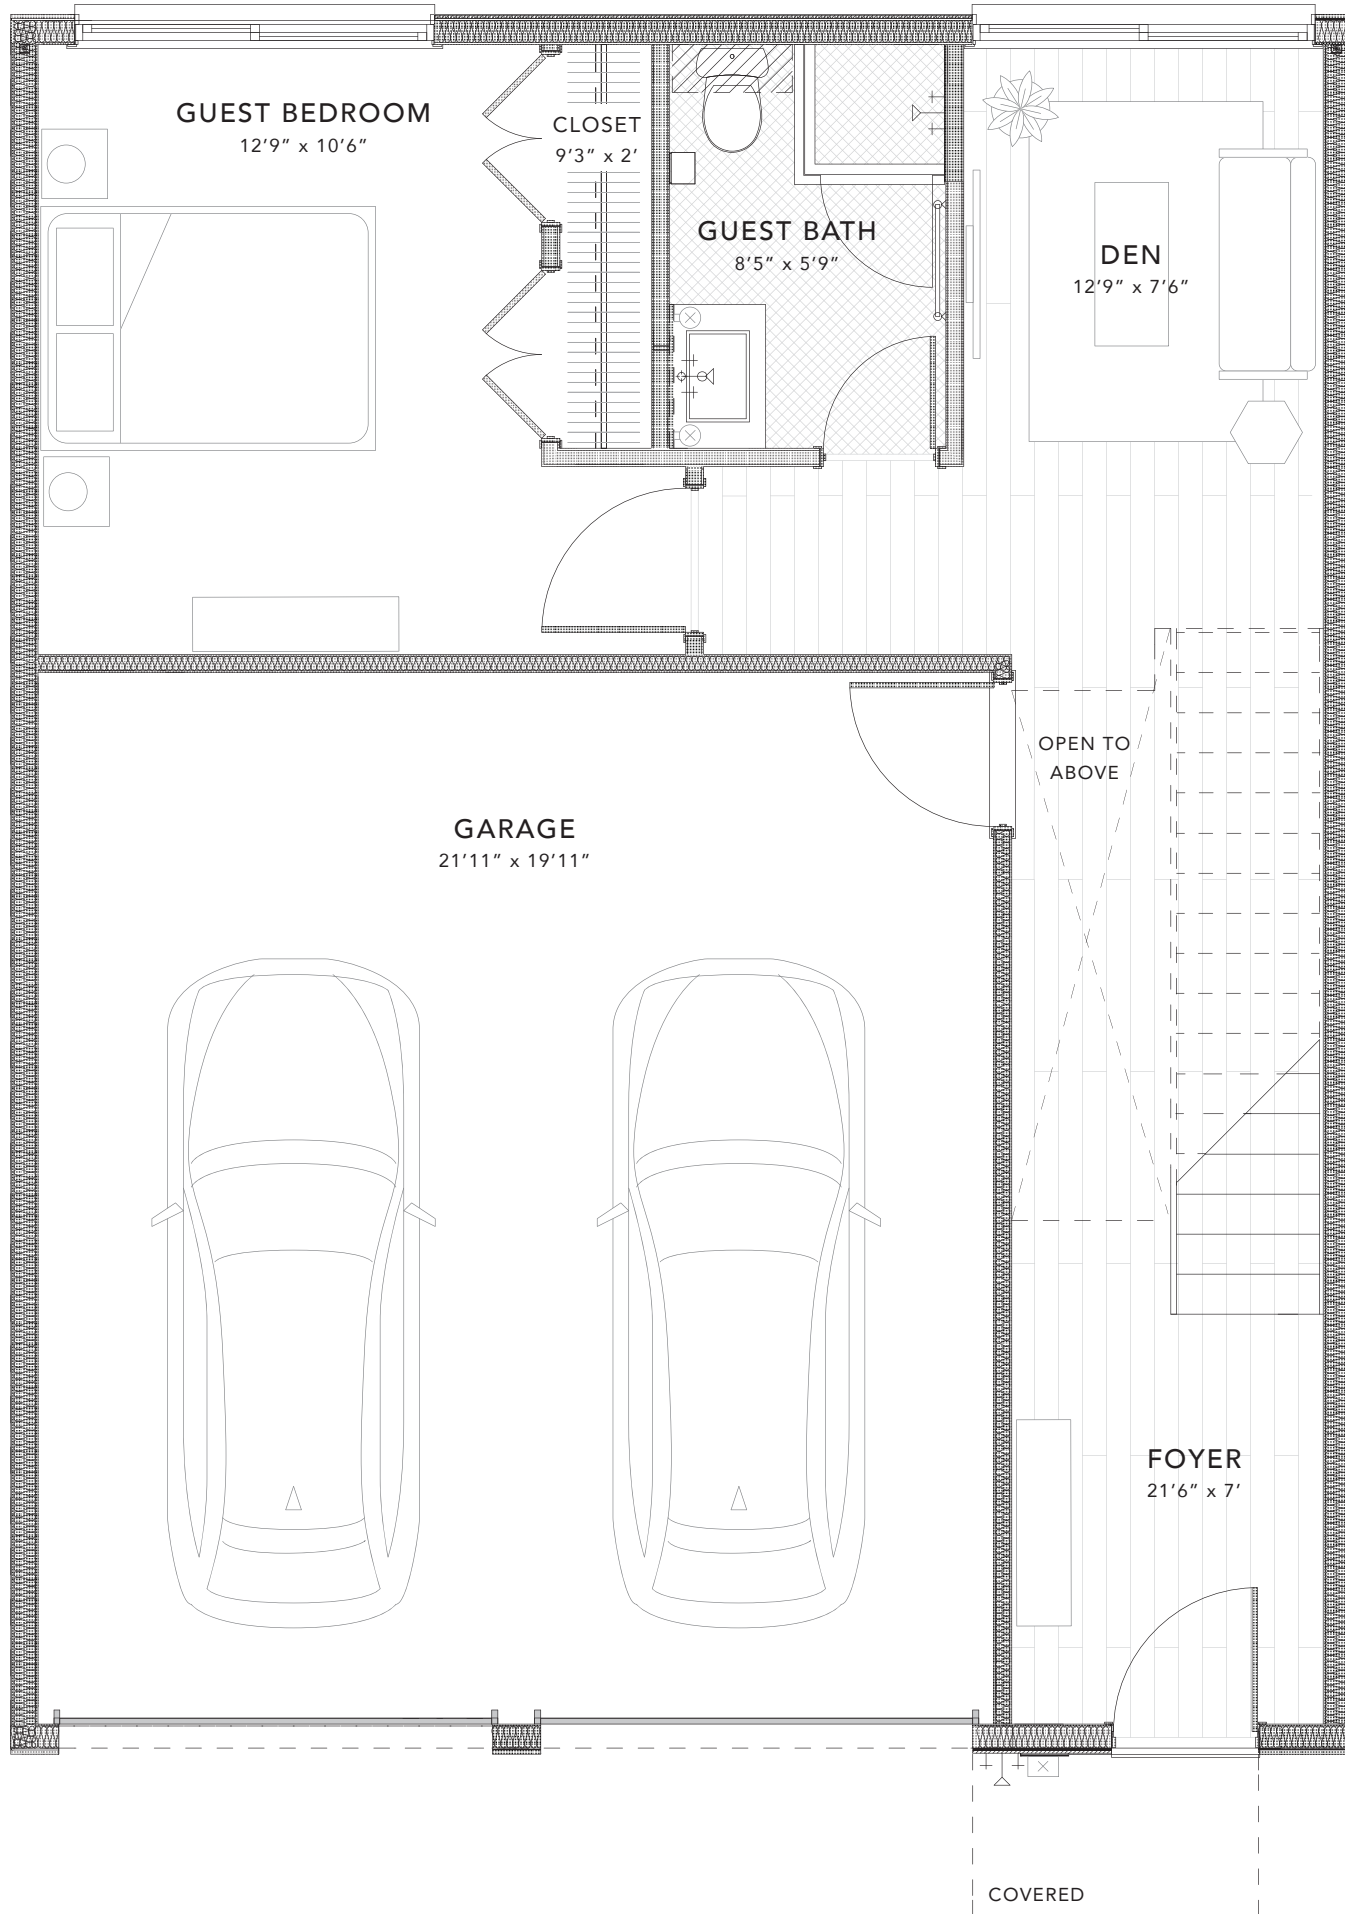 GUEST BEDROOM
12'9” x 10'6”
CLOSET
9'3” x 2'
GUEST BATH
8'5” x 5'9”
DEN
12'9” x 7'6”
OPEN TO
ABOVE
GARAGE
21'11” x 19'11”
FOYER
21'6” x 7'
COVERED